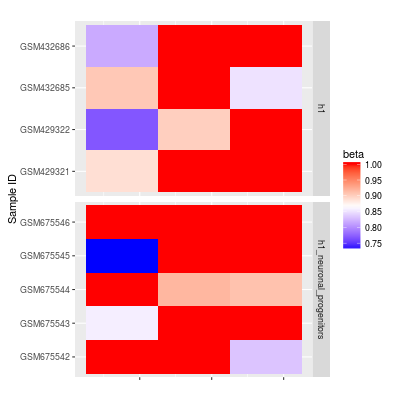 GSM432686
GSM432685
GSM429322
GSM429321
h1
GSM675546
GSM675545
GSM675544
GSM675543
GSM675542
h1_neuronal_progenitors
Sample ID
beta
1.00
0.95
0.90
0.85
0.80
0.75